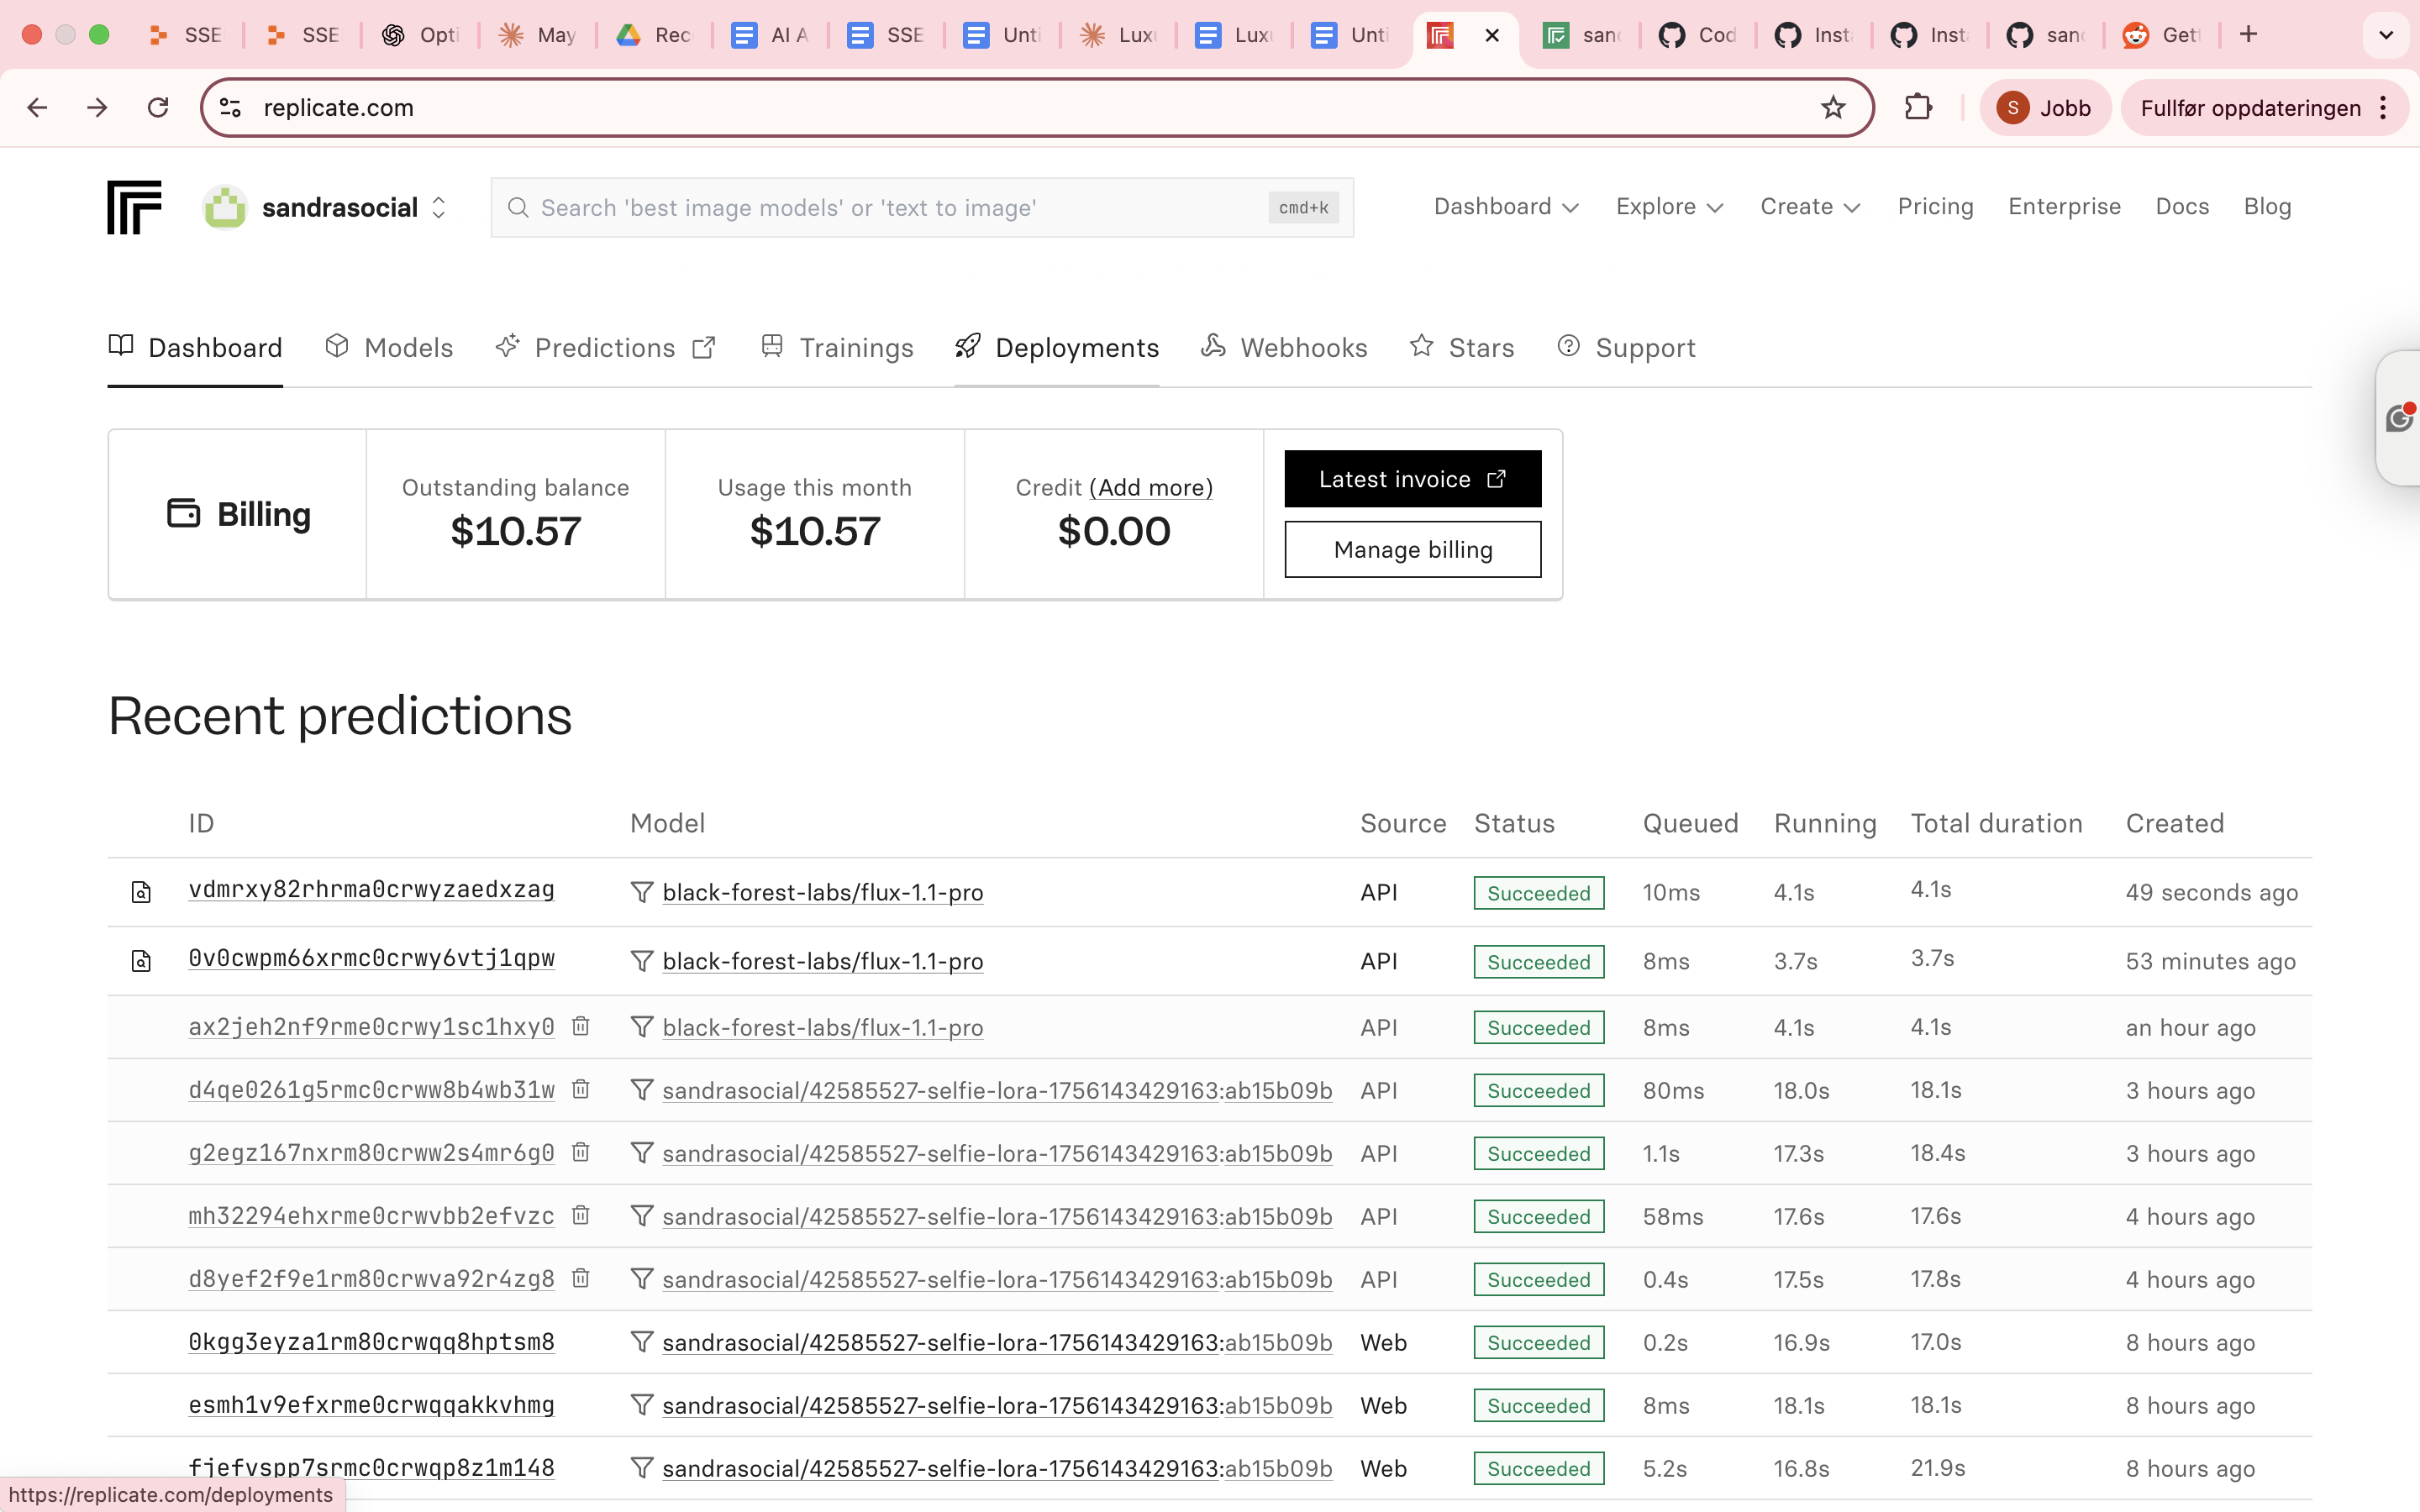 SSE
SSE
Opti
May
Rec
AI A
SSE
Unti
Luxu
Luxu
Unti
sand
Cod
Insta
Insta
sand
Gett
replicate.com
S
Jobb
Fullfør oppdateringen
sandrasocial
Search 'best image models' or 'text to image'
cmd+k
Dashboard
Explore
Create
Pricing
Enterprise
Docs
Blog
Dashboard
Models
Predictions
Trainings
Deployments
Webhooks
Stars
Support
Billing
Outstanding balance
$10.57
Usage this month
$10.57
Credit (Add more)
$0.00
Latest invoice
Manage billing
Recent predictions
ID Model Source Status Queued Running Total duration Created
vdmrxy82rhrma0crwyzaedxzag black-forest-labs/flux-1.1-pro API Succeeded 10ms 4.1s 4.1s 49 seconds ago
0v0cwpm66xrmc0crwy6vtj1qpw black-forest-labs/flux-1.1-pro API Succeeded 8ms 3.7s 3.7s 53 minutes ago
ax2jeh2nf9rme0crwy1sc1hxy0 black-forest-labs/flux-1.1-pro API Succeeded 8ms 4.1s 4.1s an hour ago
d4qe0261g5rmc0crww8b4wb31w sandrasocial/42585527-selfie-lora-1756143429163:ab15b09b API Succeeded 80ms 18.0s 18.1s 3 hours ago
g2egz167nxrm80crww2s4mr6g0 sandrasocial/42585527-selfie-lora-1756143429163:ab15b09b API Succeeded 1.1s 17.3s 18.4s 3 hours ago
mh32294ehxrme0crwvbb2efvzc sandrasocial/42585527-selfie-lora-1756143429163:ab15b09b API Succeeded 58ms 17.6s 17.6s 4 hours ago
d8yef2f9e1rm80crwva92r4zg8 sandrasocial/42585527-selfie-lora-1756143429163:ab15b09b API Succeeded 0.4s 17.5s 17.8s 4 hours ago
0kgg3eyza1rm80crwqq8hptsm8 sandrasocial/42585527-selfie-lora-1756143429163:ab15b09b Web Succeeded 0.2s 16.9s 17.0s 8 hours ago
esmh1v9efxrme0crwqqakkvhmg sandrasocial/42585527-selfie-lora-1756143429163:ab15b09b Web Succeeded 8ms 18.1s 18.1s 8 hours ago
fjefvspp7srmc0crwqp8z1m148 sandrasocial/42585527-selfie-lora-1756143429163:ab15b09b Web Succeeded 5.2s 16.8s 21.9s 8 hours ago
https://replicate.com/deployments